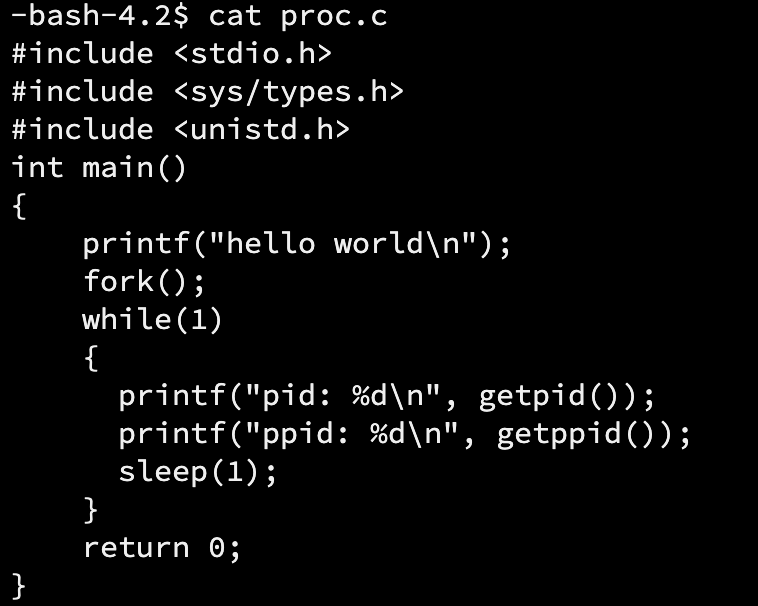 -bash-4.2$ cat proc.c
#include <stdio.h>
#include <sys/types.h>
#include <unistd.h>
int main()
{
    printf("hello world\n");
    fork();
    while(1)
    {
      printf("pid: %d\n", getpid());
      printf("ppid: %d\n", getppid());
      sleep(1);
    }
    return 0;
}